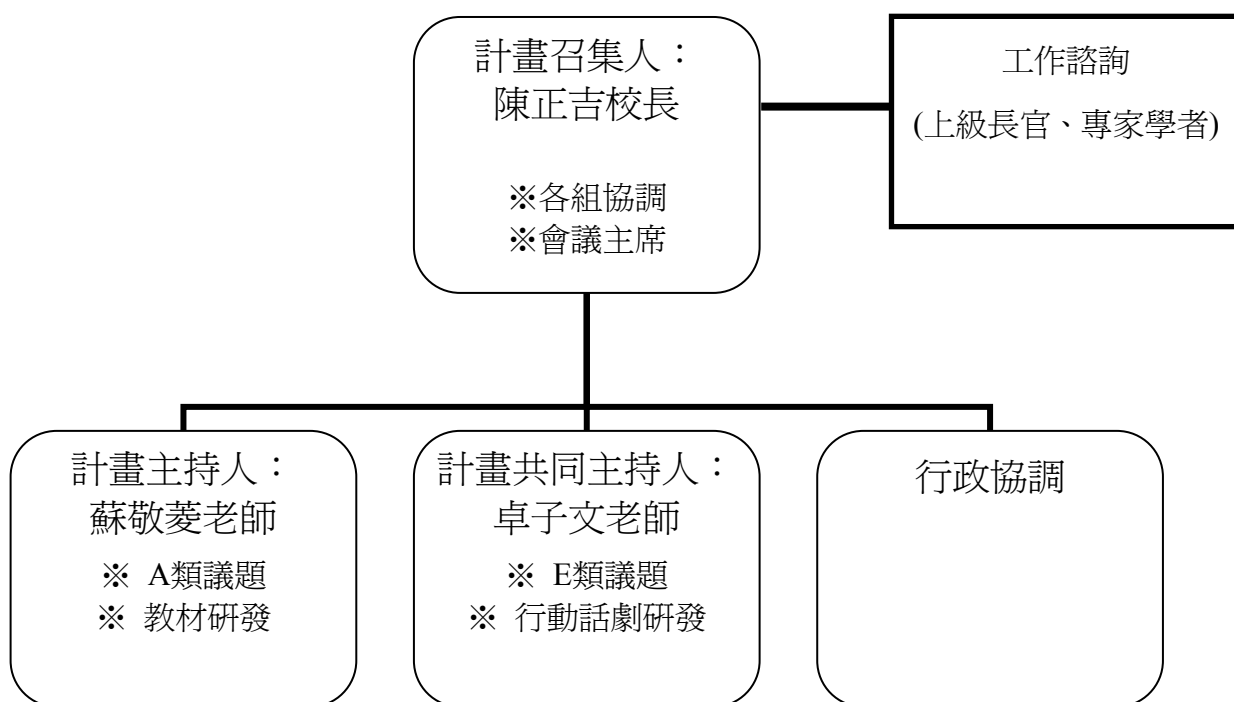 計畫召集人：
陳正吉校長
※各組協調
※會議主席
工作諮詢
(上級長官、專家學者)
計畫主持人：
蘇敬菱老師
※ A類議題
※ 教材研發
計畫共同主持人：
卓子文老師
※ E類議題
※ 行動話劇研發
行政協調